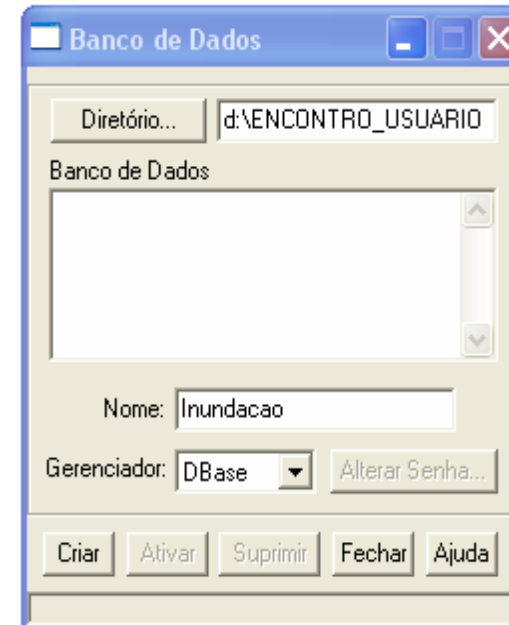 Banco de Dados
Diretório... d:\ENCONTRO_USUARIO
Banco de Dados
Nome: Inundacao
Gerenciador: DBase Alterar Senha...
Criar Ativar Suprimir Fechar Ajuda